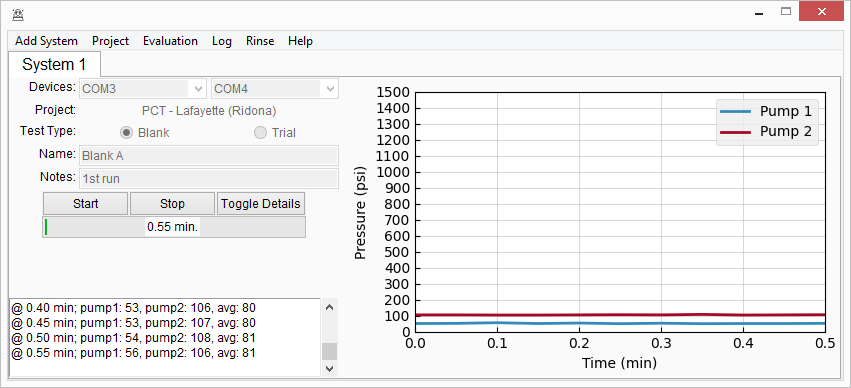 Add System Project Evaluation Log Rinse Help
System 1
Devices: COM3 COM4
Project: PCT - Lafayette (Ridona)
Test Type: Blank Trial
Name: Blank A
Notes: 1st run
Start Stop Toggle Details
0.55 min.
@ 0.40 min; pump1: 53, pump2: 106, avg: 80
@ 0.45 min; pump1: 53, pump2: 107, avg: 80
@ 0.50 min; pump1: 54, pump2: 108, avg: 81
@ 0.55 min; pump1: 56, pump2: 106, avg: 81
Pressure (psi)
1500
1400
1300
1200
1100
1000
900
800
700
600
500
400
300
200
100
0
Pump 1
Pump 2
0.0 0.1 0.2 0.3 0.4 0.5
Time (min)